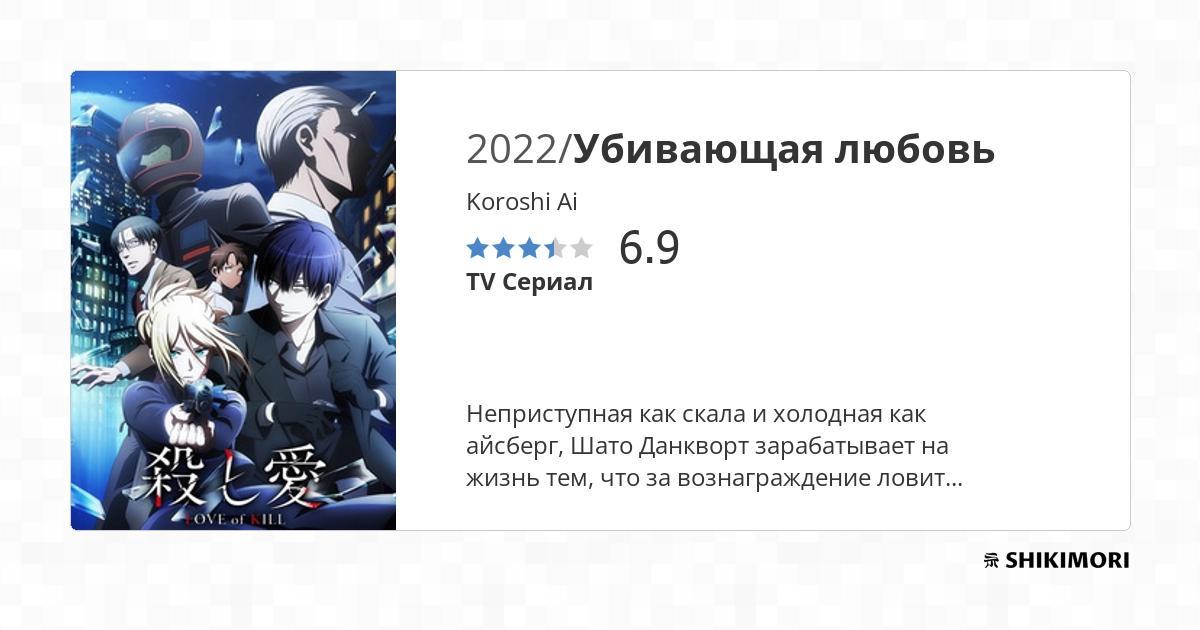 殺し愛
LOVE of KILL
2022/Убивающая любовь
Koroshi Ai
6.9
TV Сериал
Неприступная как скала и холодная как
айсберг, Шато Данкворт зарабатывает на
жизнь тем, что за вознаграждение ловит...
SHIKIMORI